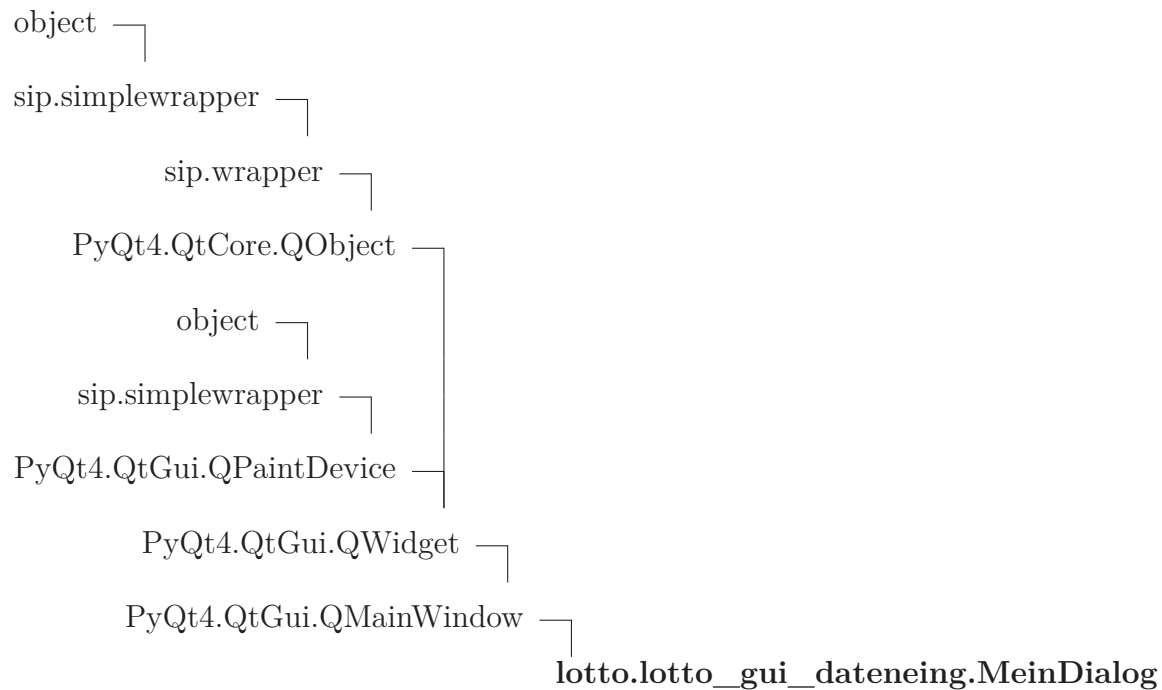 object
sip.simplewrapper
sip.wrapper
PyQt4.QtCore.QObject
object
sip.simplewrapper
PyQt4.QtGui.QPaintDevice
PyQt4.QtGui.QWidget
PyQt4.QtGui.QMainWindow
lotto.lotto_gui_dateneing.MeinDialog